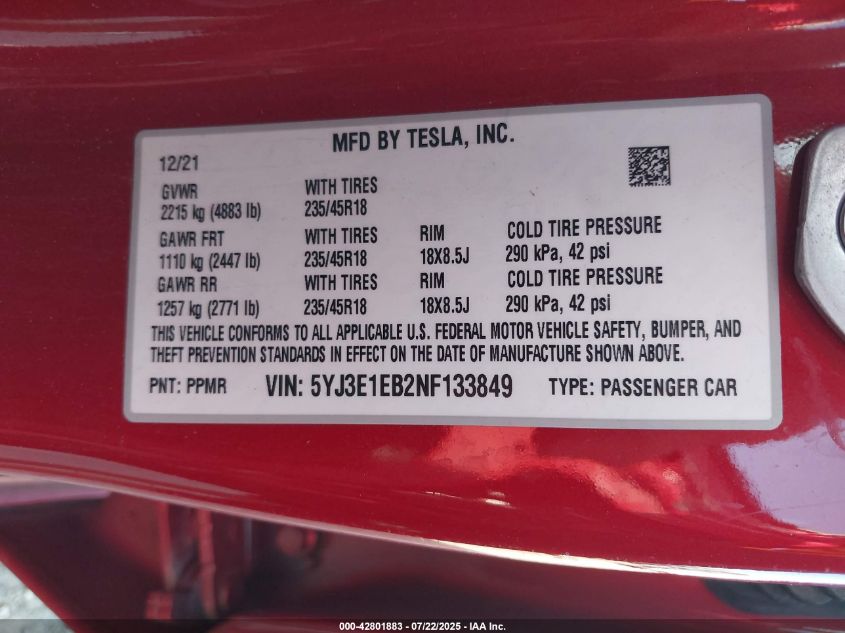 MFD BY TESLA, INC.
12/21
GVWR WITH TIRES
2215 kg (4883 lb) 235/45R18
GAWR FRT WITH TIRES RIM COLD TIRE PRESSURE
1110 kg (2447 lb) 235/45R18 18X8.5J 290 kPa, 42 psi
GAWR RR WITH TIRES RIM COLD TIRE PRESSURE
1257 kg (2771 lb) 235/45R18 18X8.5J 290 kPa, 42 psi
THIS VEHICLE CONFORMS TO ALL APPLICABLE U.S. FEDERAL MOTOR VEHICLE SAFETY, BUMPER, AND
THEFT PREVENTION STANDARDS IN EFFECT ON THE DATE OF MANUFACTURE SHOWN ABOVE.
PNT: PPMR VIN: 5YJ3E1EB2NF133849 TYPE: PASSENGER CAR
000-42801883 - 07/22/2025 - IAA Inc.